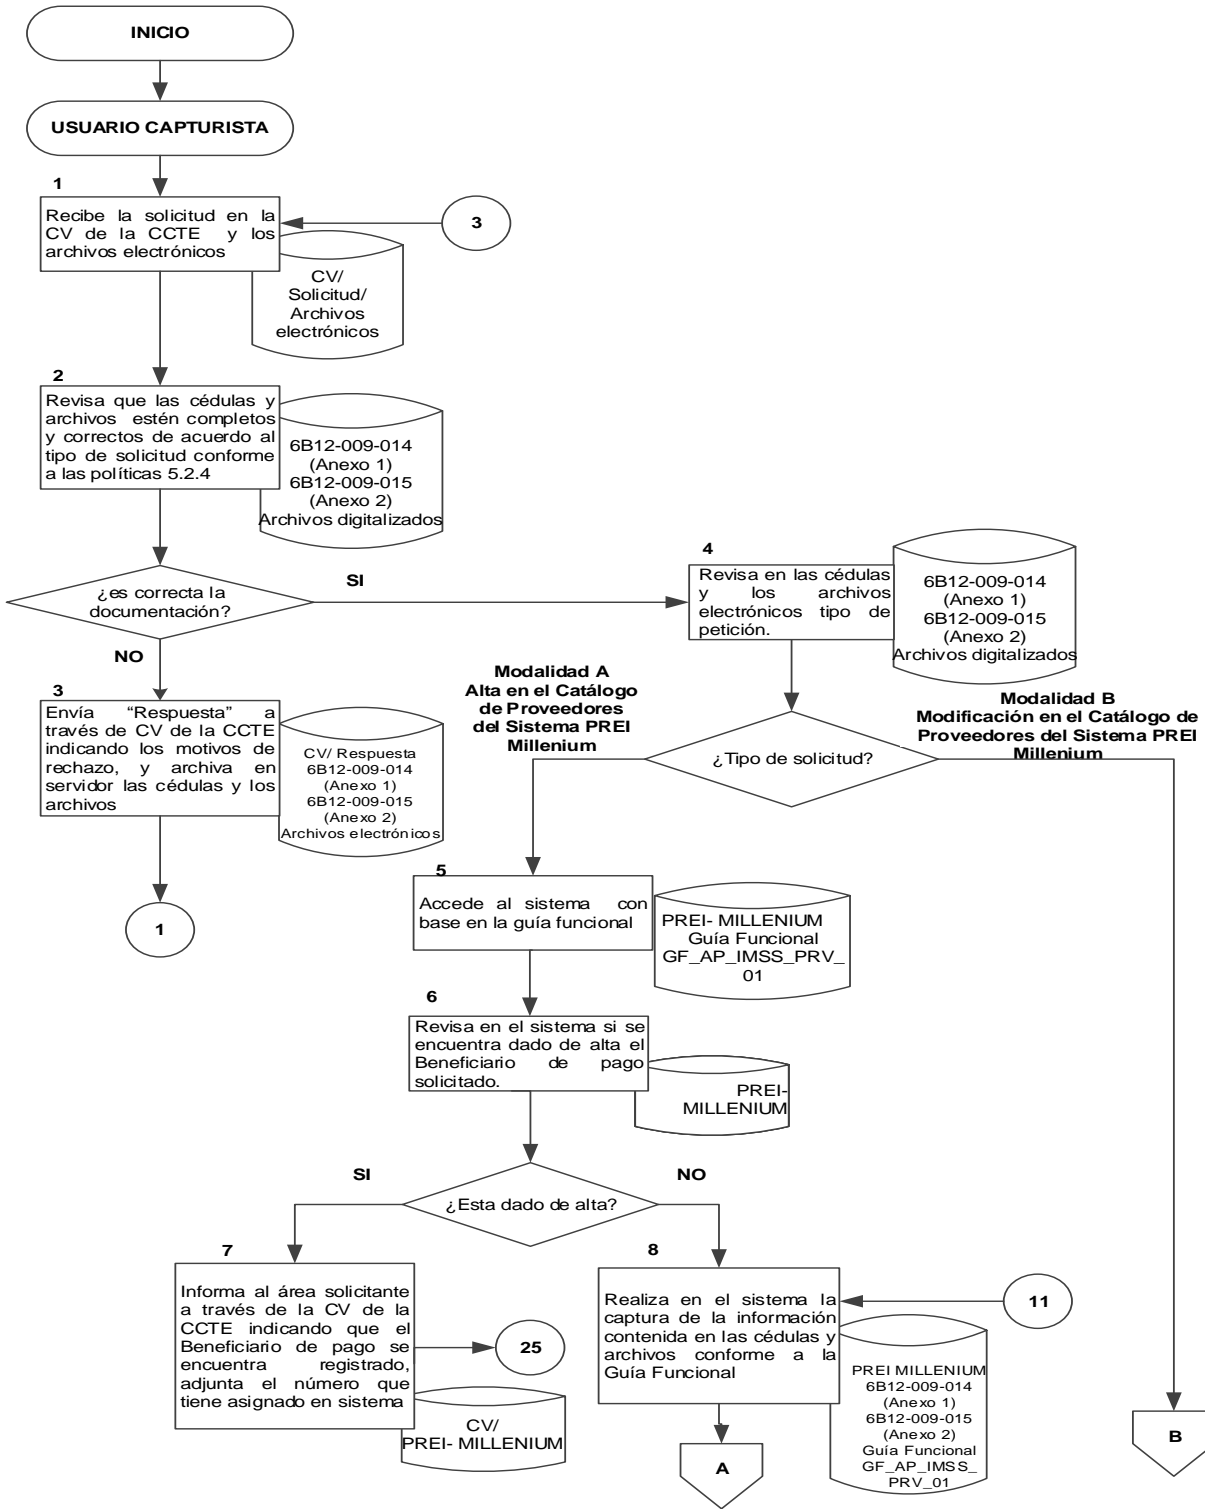 INICIO
USUARIO CAPTURISTA
1
Recibe la solicitud en la
CV de la CCTE y los
archivos electrónicos
3
CV/
Solicitud/
Archivos
electrónicos
2
Revisa que las cédulas y
archivos estén completos
y correctos de acuerdo al
tipo de solicitud conforme
a las políticas 5.2.4
6B12-009-014
(Anexo 1)
6B12-009-015
(Anexo 2)
Archivos digitalizados
¿es correcta la
documentación?
SI
NO
4
Revisa en las cédulas
y los archivos
electrónicos tipo de
petición.
6B12-009-014
(Anexo 1)
6B12-009-015
(Anexo 2)
Archivos digitalizados
3
Envía “Respuesta” a
través de CV de la CCTE
indicando los motivos de
rechazo, y archiva en
servidor las cédulas y los
archivos
CV/ Respuesta
6B12-009-014
(Anexo 1)
6B12-009-015
(Anexo 2)
Archivos electrónicos
1
Modalidad A
Alta en el Catálogo
de Proveedores
del Sistema PREI
Millenium
¿Tipo de solicitud?
Modalidad B
Modificación en el Catálogo de
Proveedores del Sistema PREI
Millenium
5
Accede al sistema con
base en la guía funcional
PREI- MILLENIUM
Guía Funcional
GF_AP_IMSS_PRV_
01
6
Revisa en el sistema si se
encuentra dado de alta el
Beneficiario de pago
solicitado.
PREI-
MILLENIUM
SI
¿Esta dado de alta?
NO
7
Informa al área solicitante
a través de la CV de la
CCTE indicando que el
Beneficiario de pago se
encuentra registrado,
adjunta el número que
tiene asignado en sistema
25
CV/
PREI- MILLENIUM
8
Realiza en el sistema la
captura de la información
contenida en las cédulas y
archivos conforme a la
Guía Funcional
11
PREI MILLENIUM
6B12-009-014
(Anexo 1)
6B12-009-015
(Anexo 2)
Guía Funcional
GF_AP_IMSS_
PRV_01
A
B